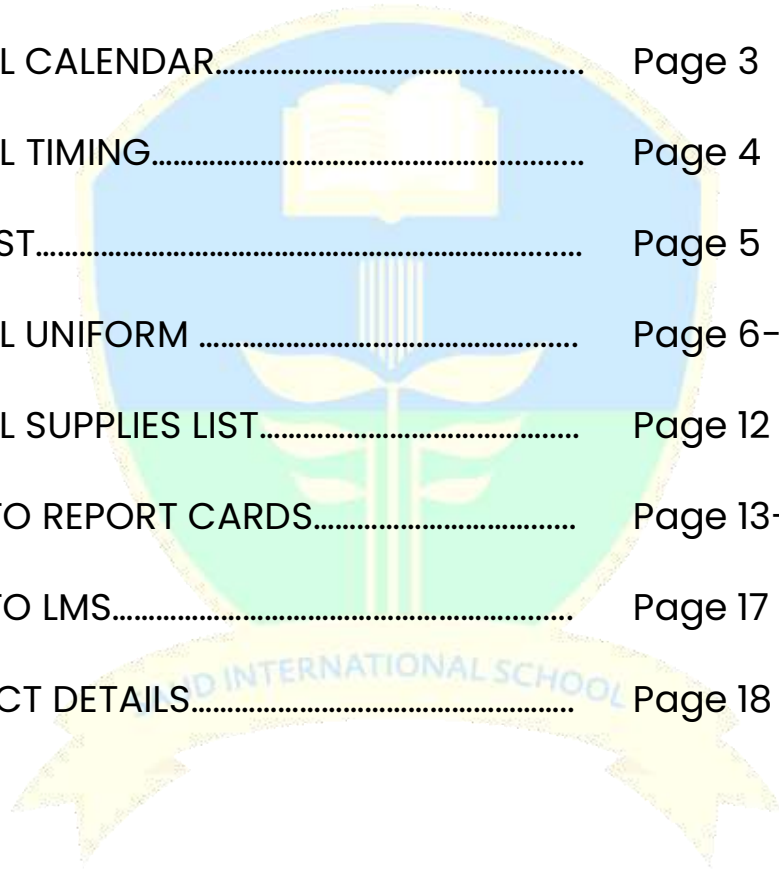 L CALENDAR.................................................. Page 3
L TIMING.................................................. Page 4
ST.................................................. Page 5
L UNIFORM .................................................. Page 6-
L SUPPLIES LIST.................................................. Page 12
TO REPORT CARDS.................................................. Page 13-
TO LMS.................................................. Page 17
CT DETAILS.................................................. Page 18
INTERNATIONAL SCHOOL